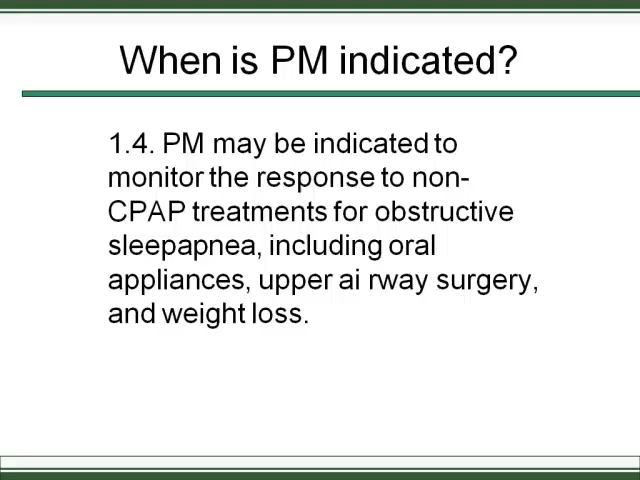 When is PM indicated?
1.4. PM may be indicated to
monitor the response to non-
CPAP treatments for obstructive
sleepapnea, including oral
appliances, upper ai rway surgery,
and weight loss.